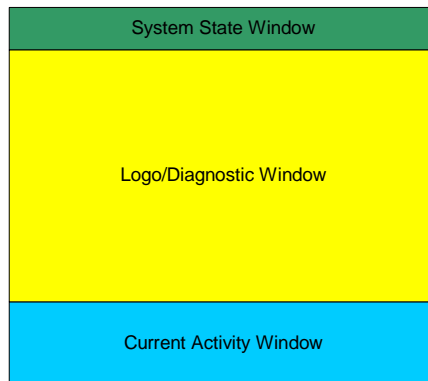 System State Window
Logo/Diagnostic Window
Current Activity Window